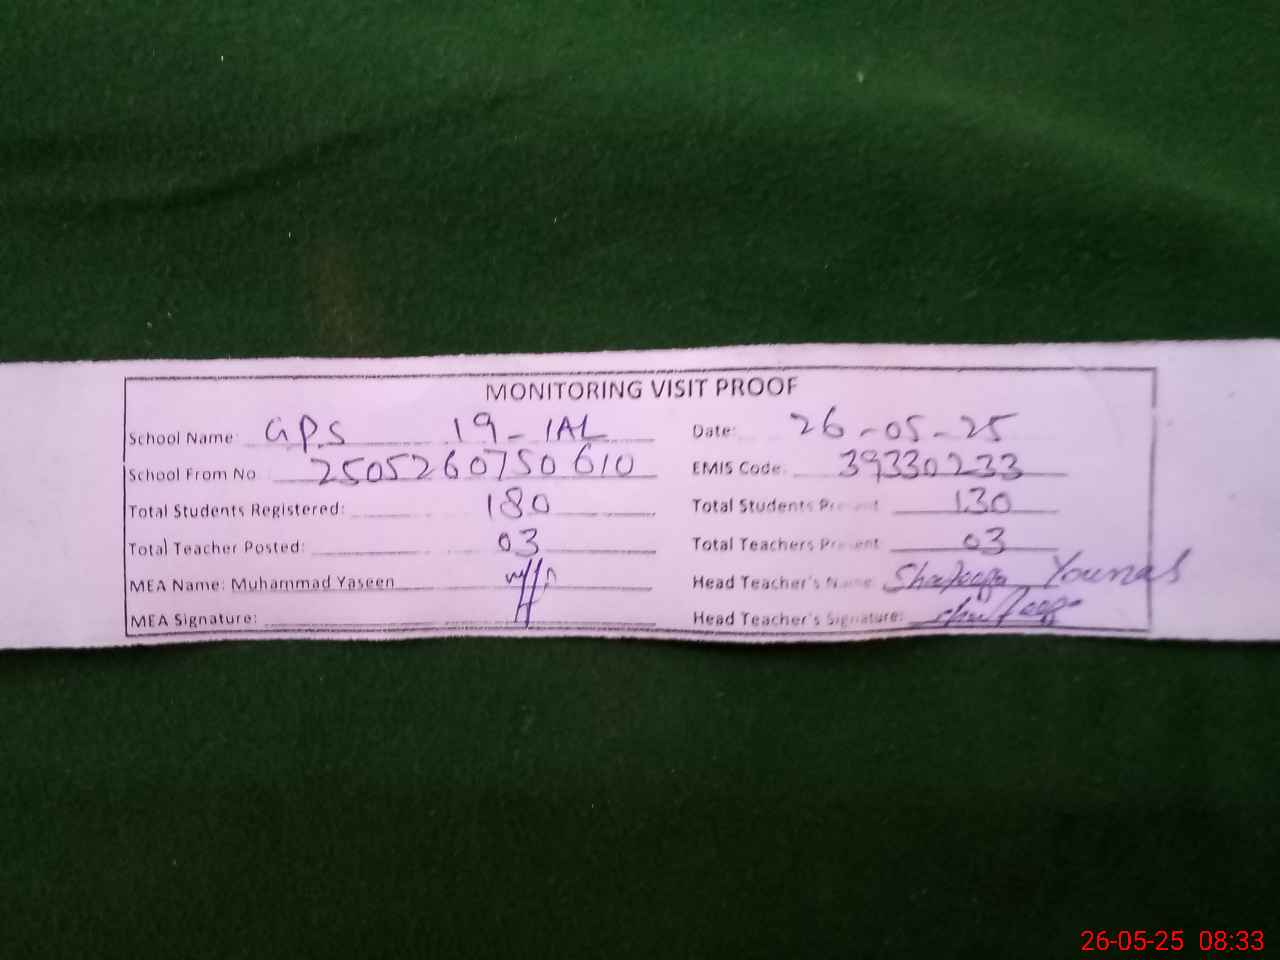 MONITORING VISIT PROOF
School Name: GPS 19-1AL Date: 26-05-25
School From No 2505260750610 EMIS Code: 39330233
Total Students Registered: 180 Total Students Present 130
Total Teacher Posted: 03 Total Teachers Present 03
MEA Name: Muhammad Yaseen Head Teacher's Name Younas
MEA Signature: Head Teacher's Signature:
26-05-25 08:33